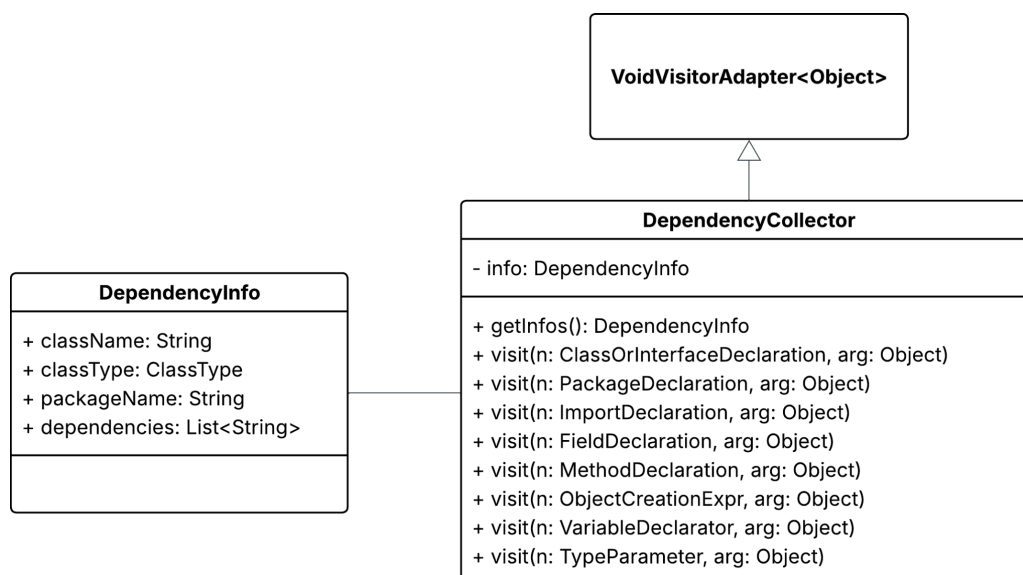 VoidVisitorAdapter<Object>
DependencyCollector
- info: DependencyInfo
+ getInfos(): DependencyInfo
+ visit(n: ClassOrInterfaceDeclaration, arg: Object)
+ visit(n: PackageDeclaration, arg: Object)
+ visit(n: ImportDeclaration, arg: Object)
+ visit(n: FieldDeclaration, arg: Object)
+ visit(n: MethodDeclaration, arg: Object)
+ visit(n: ObjectCreationExpr, arg: Object)
+ visit(n: VariableDeclarator, arg: Object)
+ visit(n: TypeParameter, arg: Object)
DependencyInfo
+ className: String
+ classType: ClassType
+ packageName: String
+ dependencies: List<String>